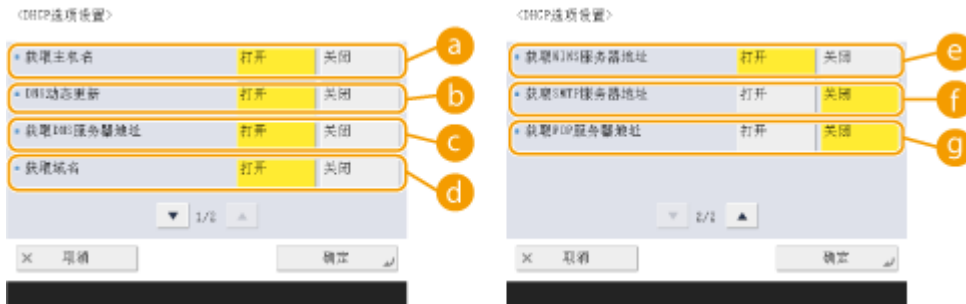 <DHCP选项设置>
获取主机名 打开 关闭 a
DNS动态更新 打开 关闭 b
获取DNS服务器地址 打开 关闭 c
获取域名 打开 关闭 d
1/2
取消 确定
<DHCP选项设置>
获取WINS服务器地址 打开 关闭 e
获取SMTP服务器地址 打开 关闭 f
获取POP服务器地址 打开 关闭 g
2/2
取消 确定